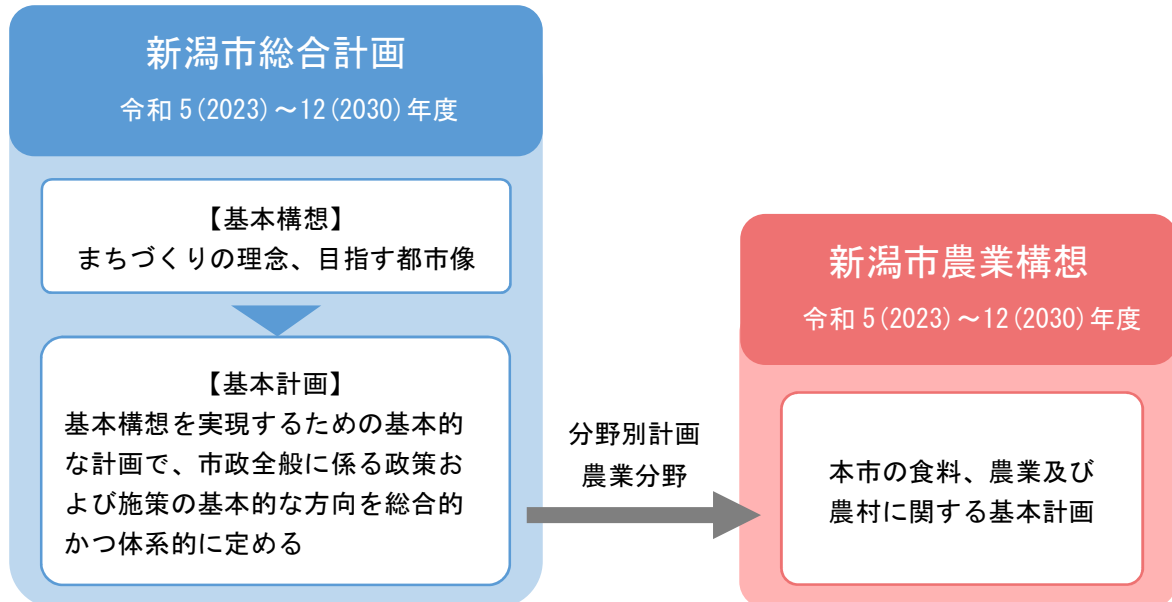 新潟市総合計画
令和5(2023)～12(2030)年度
【基本構想】
まちづくりの理念、目指す都市像
【基本計画】
基本構想を実現するための基本的
な計画で、市政全般に係る政策お
よび施策の基本的な方向を総合的
かつ体系的に定める
分野別計画
農業分野
新潟市農業構想
令和5(2023)～12(2030)年度
本市の食料、農業及び
農村に関する基本計画